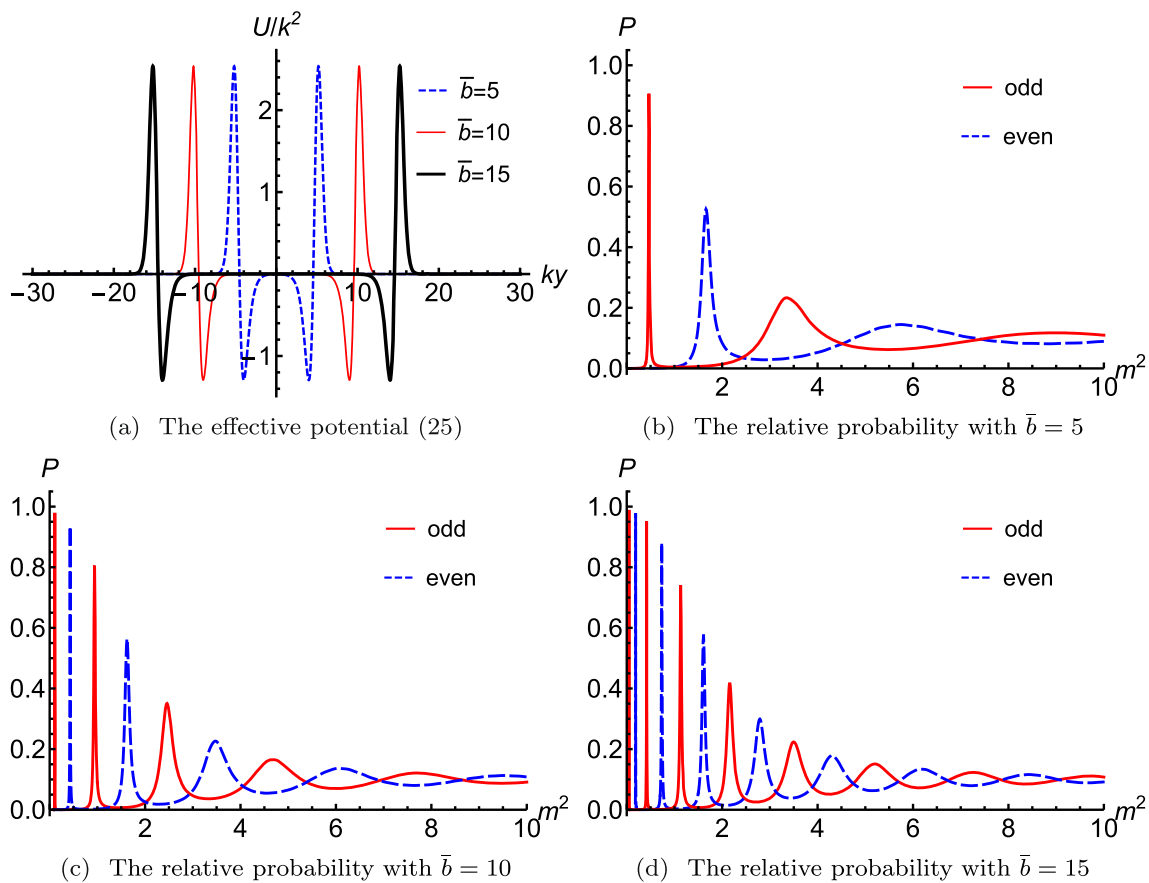 U/k²
2
1
−1
−30 −20 −10 0 10 20 30 ky
b̅=5
b̅=10
b̅=15
(a) The effective potential (25)
P
1.0
0.8
0.6
0.4
0.2
0.0
2 4 6 8 10 m²
odd
even
(b) The relative probability with b̅ = 5
P
1.0
0.8
0.6
0.4
0.2
0.0
2 4 6 8 10 m²
odd
even
(c) The relative probability with b̅ = 10
P
1.0
0.8
0.6
0.4
0.2
0.0
2 4 6 8 10 m²
odd
even
(d) The relative probability with b̅ = 15